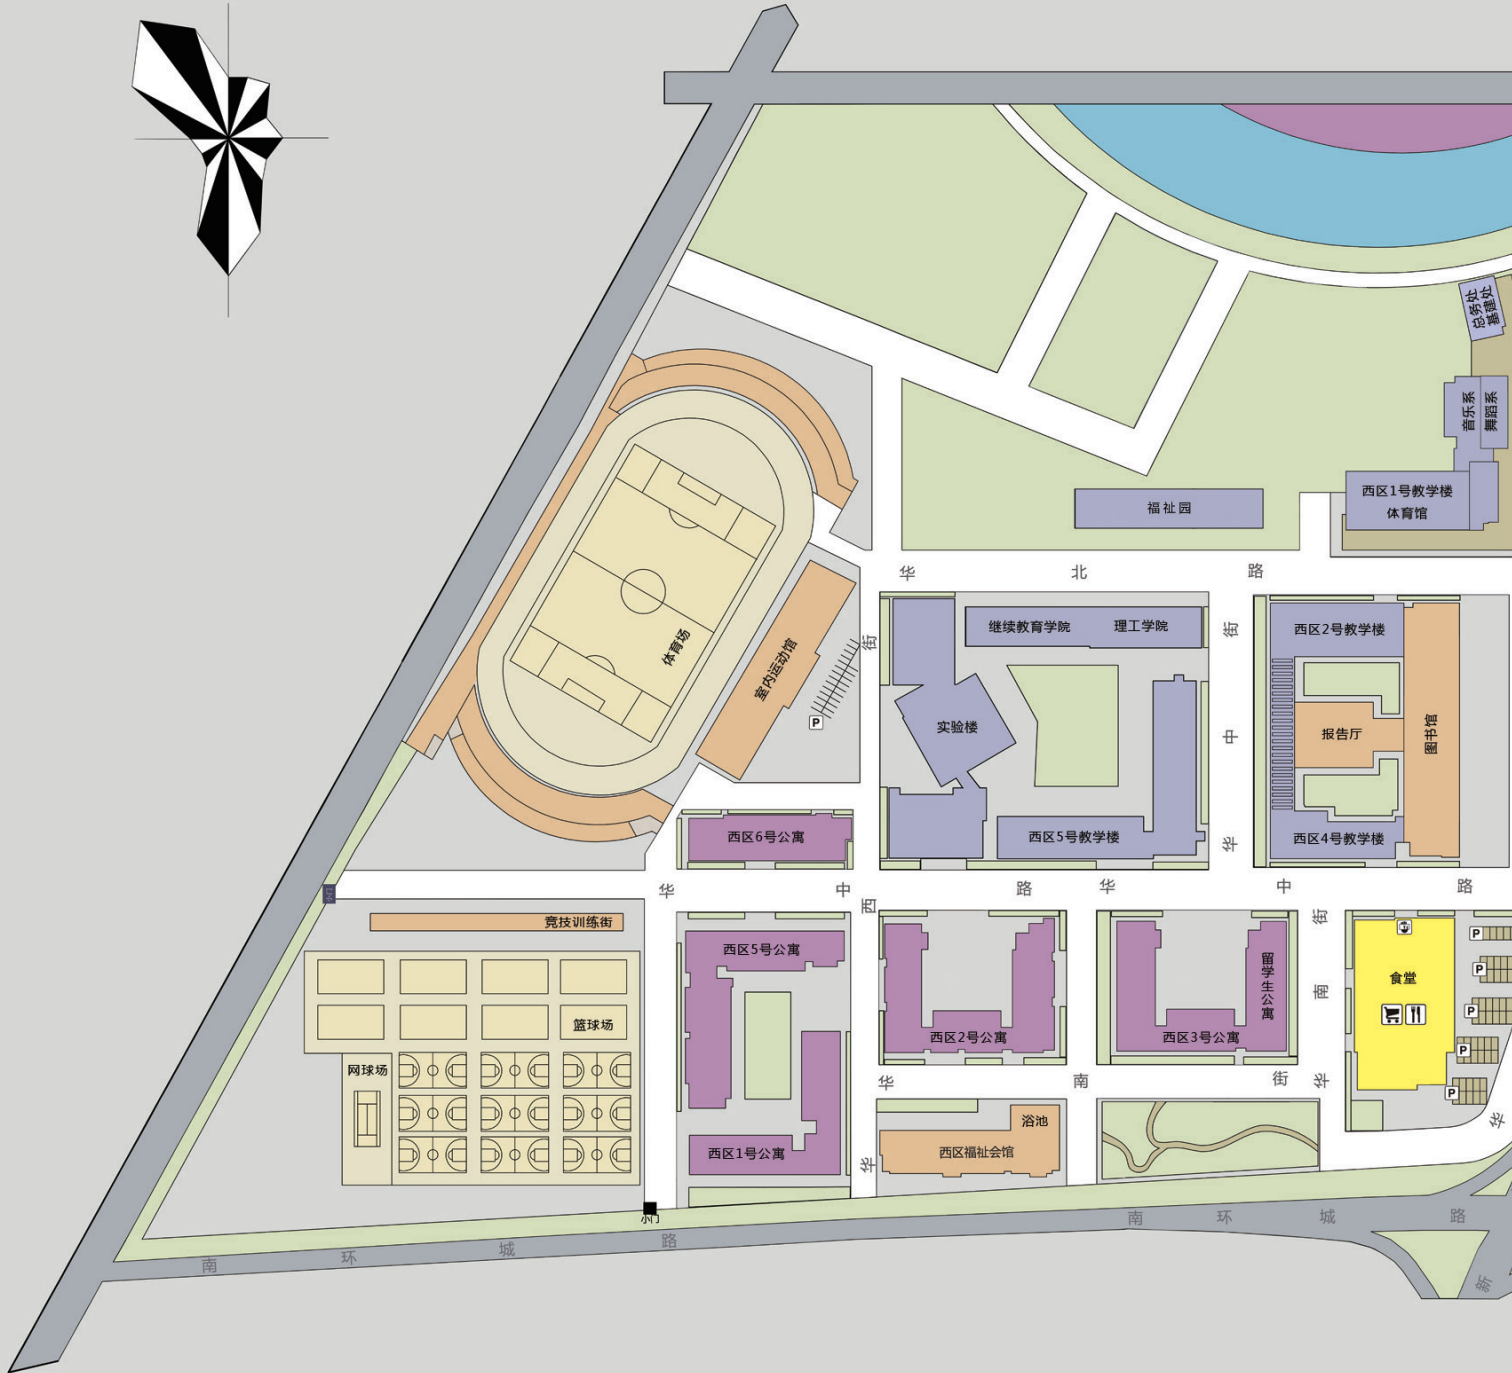 总务处
基建处
音乐系
舞蹈系
西区1号教学楼
体育馆
福祉园
华北路
街中华
继续教育学院
理工学院
西区2号教学楼
体育场
室内运动馆
P
街
实验楼
报告厅
图书馆
西区5号教学楼
西区4号教学楼
西区6号公寓
华中路
华中路
西
竞技训练街
西区5号公寓
街南华
食堂
留学生公寓
篮球场
西区2号公寓
西区3号公寓
P
P
P
P
P
网球场
华南街
浴池
西区1号公寓
西区福祉会馆
华
华
小门
南环城路
南环城路
新